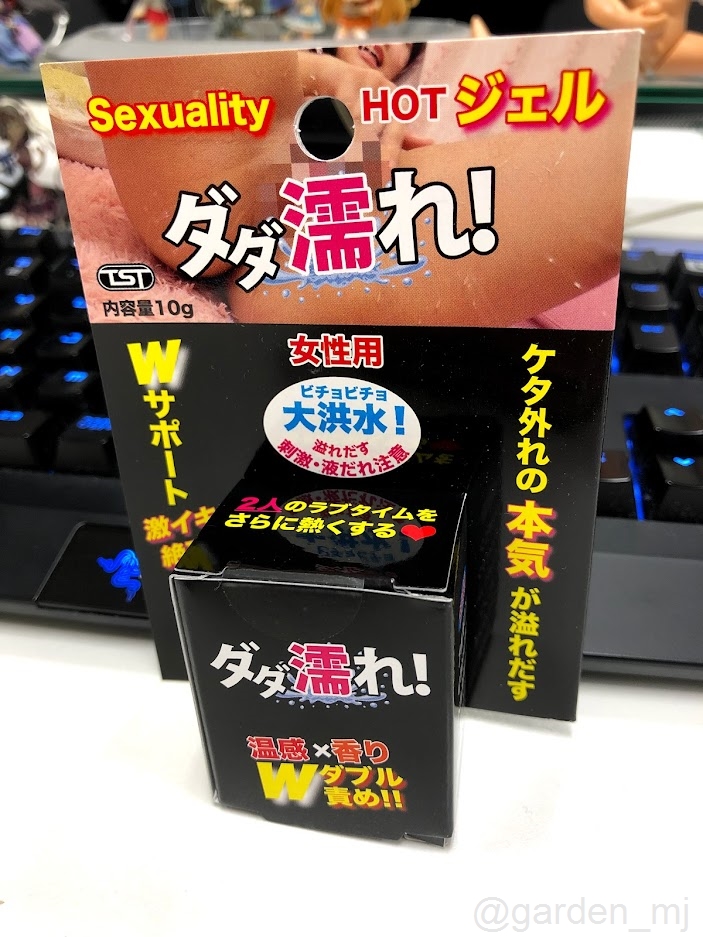 Sexuality HOT ジェル
ダダ濡れ!
TST
内容量10g
女性用
Wサポート
激イキ
ビチョビチョ
大洪水!
溢れだす
刺激・液だれ注意
ケタ外れの本気が溢れだす
2人のラブタイムを
さらに熱くする
ダダ濡れ!
温感×香り
Wダブル
責め!!
@garden_mj